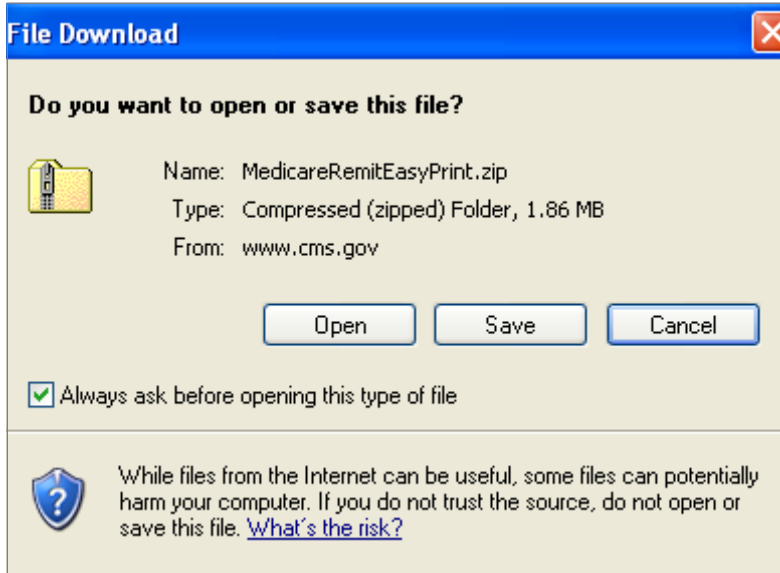 File Download
Do you want to open or save this file?
Name: MedicareRemitEasyPrint.zip
Type: Compressed (zipped) Folder, 1.86 MB
From: www.cms.gov
Open Save Cancel
Always ask before opening this type of file
While files from the Internet can be useful, some files can potentially
harm your computer. If you do not trust the source, do not open or
save this file. What's the risk?